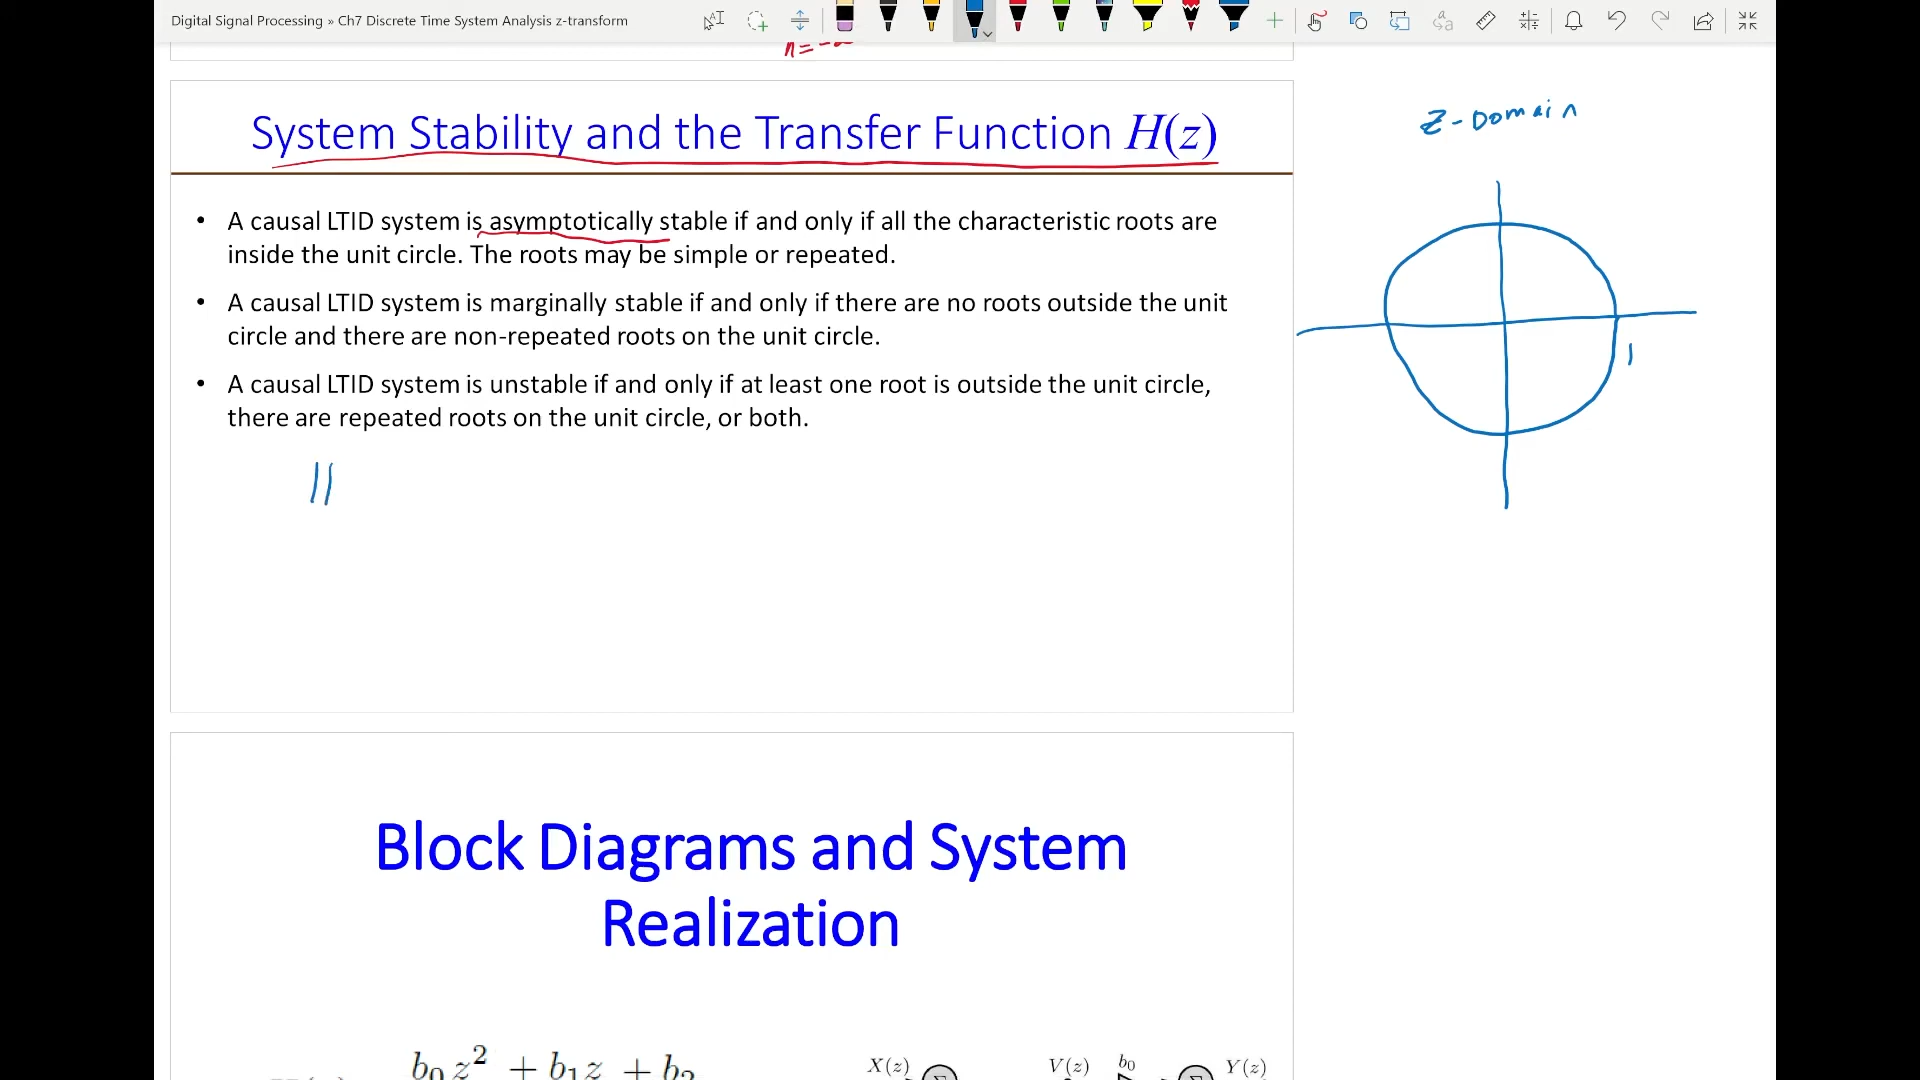 Digital Signal Processing » Ch7 Discrete Time System Analysis z-transform
System Stability and the Transfer Function H(z)
• A causal LTID system is asymptotically stable if and only if all the characteristic roots are
inside the unit circle. The roots may be simple or repeated.
• A causal LTID system is marginally stable if and only if there are no roots outside the unit
circle and there are non-repeated roots on the unit circle.
• A causal LTID system is unstable if and only if at least one root is outside the unit circle,
there are repeated roots on the unit circle, or both.
Z-Domain
1
Block Diagrams and System
Realization
b₀z² + b₁z + b₂
X(z) Σ V(z) b₀ Σ Y(z)